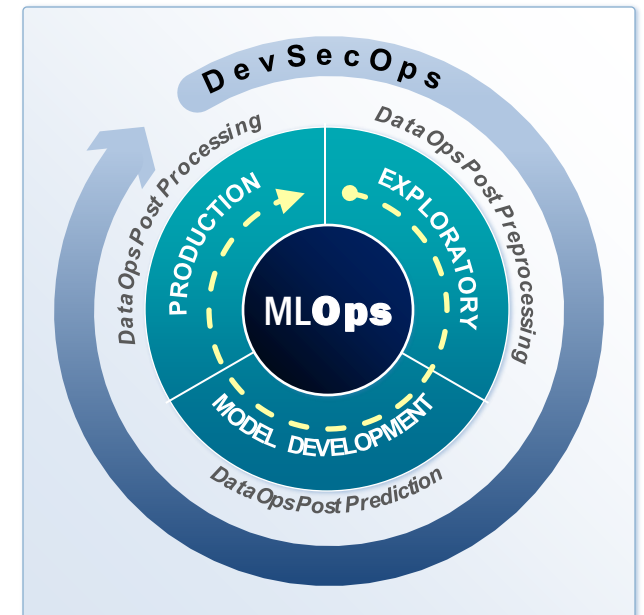 DevSecOps
DataOps Post Processing
DataOps Post Preprocessing
PRODUCTION
EXPLORATORY
MLOps
MODEL DEVELOPMENT
DataOps Post Prediction